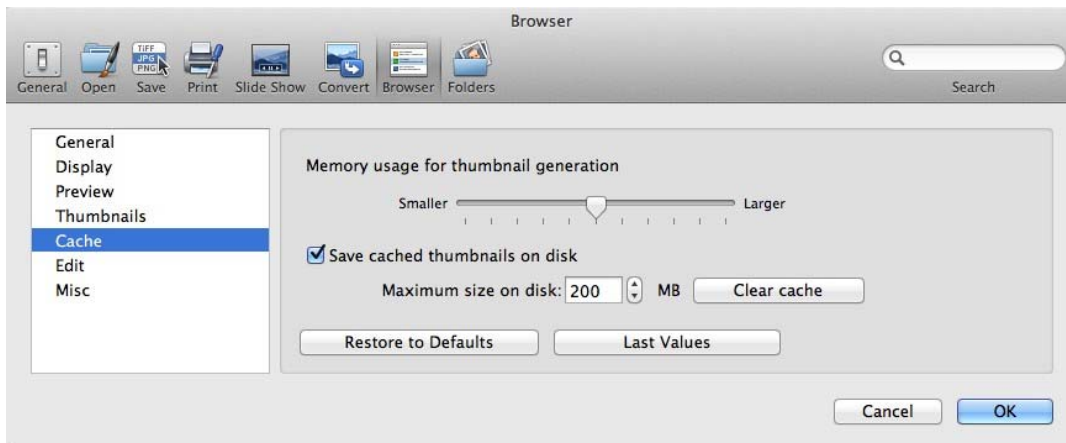 Browser
TIFF
JPG
PNG
General Open Save Print Slide Show Convert Browser Folders Search
General
Display
Preview
Thumbnails
Cache
Edit
Misc
Memory usage for thumbnail generation
Smaller Larger
Save cached thumbnails on disk
Maximum size on disk: 200 MB Clear cache
Restore to Defaults Last Values
Cancel OK